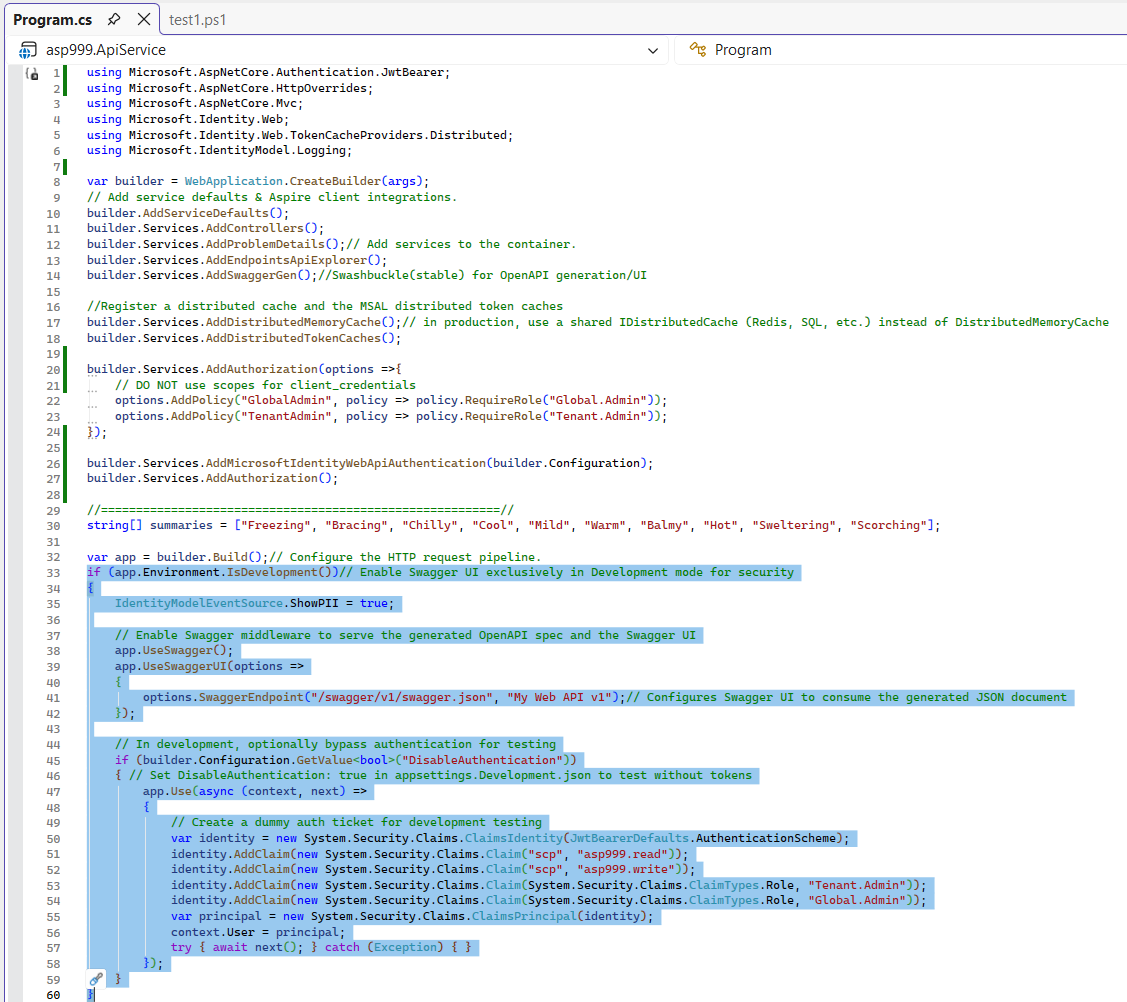 Program.cs
test1.ps1
asp999.ApiService
Program
1 using Microsoft.AspNetCore.Authentication.JwtBearer;
2 using Microsoft.AspNetCore.HttpOverrides;
3 using Microsoft.AspNetCore.Mvc;
4 using Microsoft.Identity.Web;
5 using Microsoft.Identity.Web.TokenCacheProviders.Distributed;
6 using Microsoft.IdentityModel.Logging;
7
8 var builder = WebApplication.CreateBuilder(args);
9 // Add service defaults & Aspire client integrations.
10 builder.AddServiceDefaults();
11 builder.Services.AddControllers();
12 builder.Services.AddProblemDetails();// Add services to the container.
13 builder.Services.AddEndpointsApiExplorer();
14 builder.Services.AddSwaggerGen();//Swashbuckle(stable) for OpenAPI generation/UI
15
16 //Register a distributed cache and the MSAL distributed token caches
17 builder.Services.AddDistributedMemoryCache();// in production, use a shared IDistributedCache (Redis, SQL, etc.) instead of DistributedMemoryCache
18 builder.Services.AddDistributedTokenCaches();
19
20 builder.Services.AddAuthorization(options =>{
21 // DO NOT use scopes for client_credentials
22 options.AddPolicy("GlobalAdmin", policy => policy.RequireRole("Global.Admin"));
23 options.AddPolicy("TenantAdmin", policy => policy.RequireRole("Tenant.Admin"));
24 });
25
26 builder.Services.AddMicrosoftIdentityWebApiAuthentication(builder.Configuration);
27 builder.Services.AddAuthorization();
28
29 //=========================================================//
30 string[] summaries = ["Freezing", "Bracing", "Chilly", "Cool", "Mild", "Warm", "Balmy", "Hot", "Sweltering", "Scorching"];
31
32 var app = builder.Build();// Configure the HTTP request pipeline.
33 if (app.Environment.IsDevelopment())// Enable Swagger UI exclusively in Development mode for security
34 {
35 IdentityModelEventSource.ShowPII = true;
36
37 // Enable Swagger middleware to serve the generated OpenAPI spec and the Swagger UI
38 app.UseSwagger();
39 app.UseSwaggerUI(options =>
40 {
41 options.SwaggerEndpoint("/swagger/v1/swagger.json", "My Web API v1");// Configures Swagger UI to consume the generated JSON document
42 });
43
44 // In development, optionally bypass authentication for testing
45 if (builder.Configuration.GetValue<bool>("DisableAuthentication"))
46 { // Set DisableAuthentication: true in appsettings.Development.json to test without tokens
47 app.Use(async (context, next) =>
48 {
49 // Create a dummy auth ticket for development testing
50 var identity = new System.Security.Claims.ClaimsIdentity(JwtBearerDefaults.AuthenticationScheme);
51 identity.AddClaim(new System.Security.Claims.Claim("scp", "asp999.read"));
52 identity.AddClaim(new System.Security.Claims.Claim("scp", "asp999.write"));
53 identity.AddClaim(new System.Security.Claims.Claim(System.Security.Claims.ClaimTypes.Role, "Tenant.Admin"));
54 identity.AddClaim(new System.Security.Claims.Claim(System.Security.Claims.ClaimTypes.Role, "Global.Admin"));
55 var principal = new System.Security.Claims.ClaimsPrincipal(identity);
56 context.User = principal;
57 try { await next(); } catch (Exception) { }
58 });
59 }
60 }